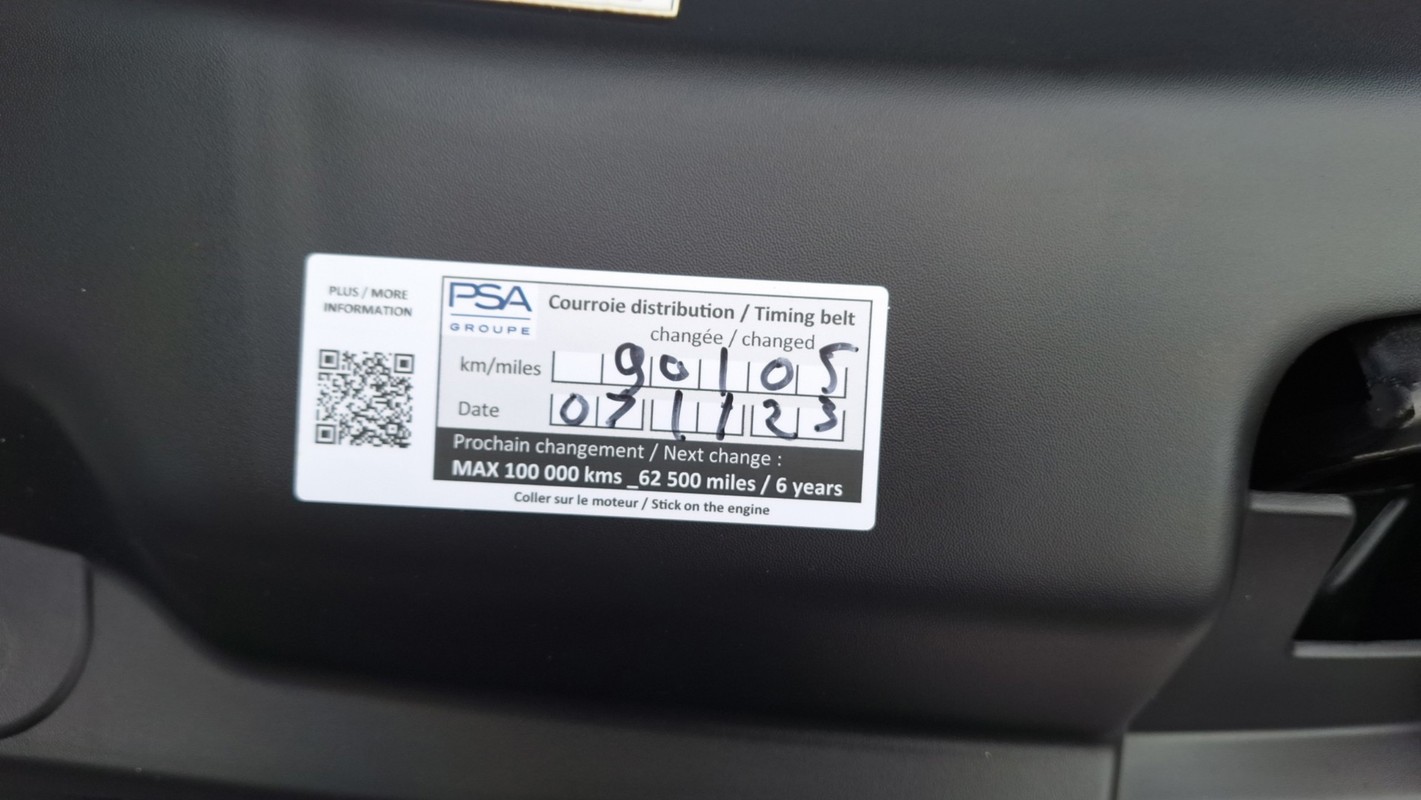 PLUS / MORE
INFORMATION
PSA
GROUPE
Courroie distribution / Timing belt
changée / changed
km/miles 90105
Date 07 11 23
Prochain changement / Next change :
MAX 100 000 kms _62 500 miles / 6 years
Coller sur le moteur / Stick on the engine